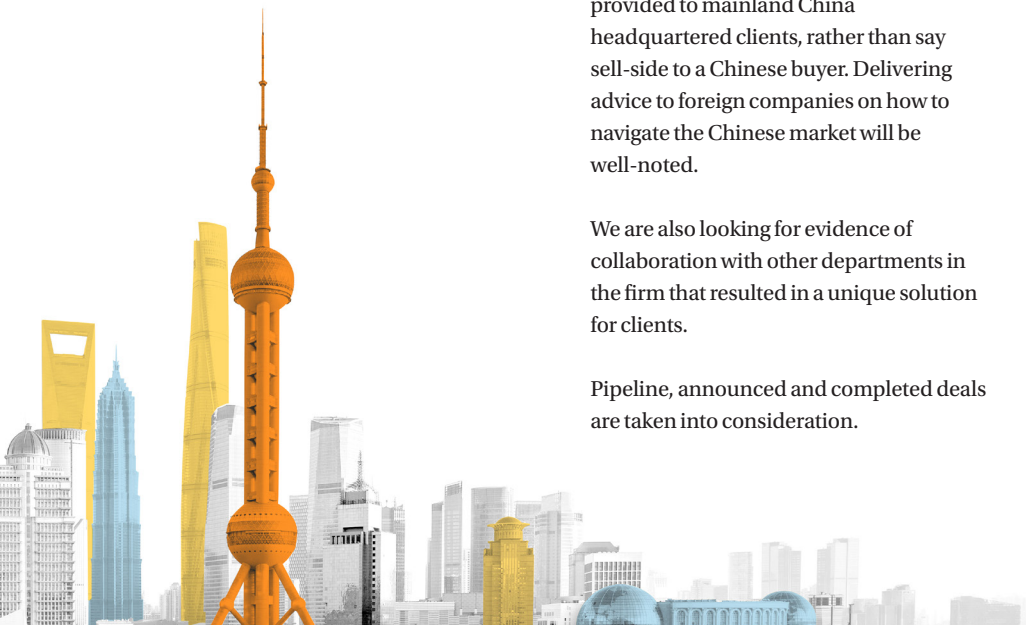 provided to mainland China
headquartered clients, rather than say
sell-side to a Chinese buyer. Delivering
advice to foreign companies on how to
navigate the Chinese market will be
well-noted.
We are also looking for evidence of
collaboration with other departments in
the firm that resulted in a unique solution
for clients.
Pipeline, announced and completed deals
are taken into consideration.